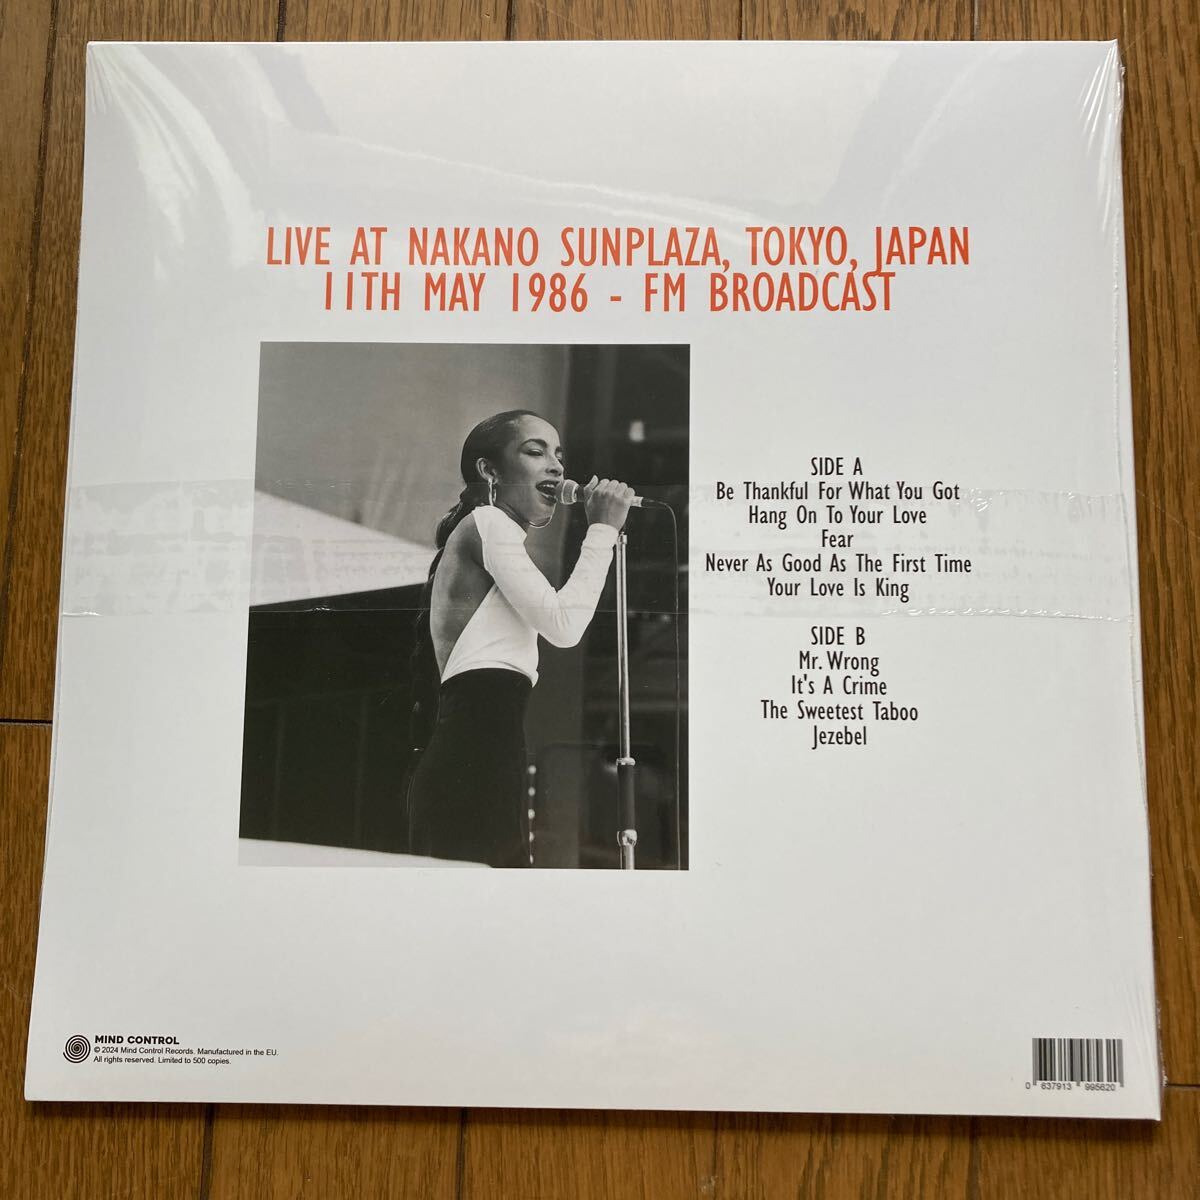 LIVE AT NAKANO SUNPLAZA, TOKYO, JAPAN
11TH MAY 1986 - FM BROADCAST
SIDE A
Be Thankful For What You Got
Hang On To Your Love
Fear
Never As Good As The First Time
Your Love Is King
SIDE B
Mr. Wrong
It's A Crime
The Sweetest Taboo
Jezebel
MIND CONTROL
© 2024 Mind Control Records. Manufactured in the EU.
All rights reserved. Limited to 500 copies.
0 637913 995620